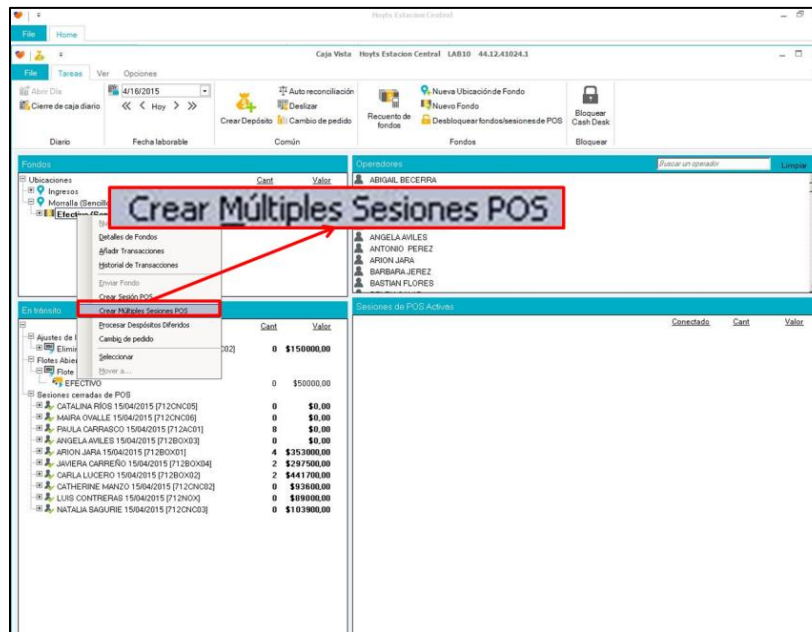 Hoyts Estacion Central
File Home
Caja Vista Hoyts Estacion Central LAB10 44.12.41024.1
File Tareas Ver Opciones
Abrir Dia
Cierre de caja diario
Diario
4/16/2015
Hoy
Fecha laborable
Crear Depósito
Auto reconciliación
Deslizar
Cambio de pedido
Común
Recuento de fondos
Nueva Ubicación de Fondo
Nuevo Fondo
Desbloquear fondos/sesiones de POS
Fondos
Bloquear Cash Desk
Bloquear
Fondos
Ubicaciones Cant Valor
Ingresos
Morralla (Sencillo
Efectivo
Crear Múltiples Sesiones POS
Detalles de Fondos
Añadir Transacciones
Historial de Transacciones
Enviar Fondo
Crear Sesión POS
Crear Múltiples Sesiones POS
Procesar Despósitos Diferidos
Cambio de pedido
Seleccionar
Mover a...
Operadores Buscar un operador Limpiar
ABIGAIL BECERRA
ANGELA AVILES
ANTONIO PEREZ
ARION JARA
BARBARA JEREZ
BASTIAN FLORES
En tránsito
Cant Valor
Ajustes de l
Elimin C02] 0 $150000,00
Flotes Abier
Flote
EFECTIVO 0 $50000,00
Sesiones cerradas de POS
CATALINA RÍOS 15/04/2015 [712CNC05] 0 $0,00
MAIRA OVALLE 15/04/2015 [712CNC06] 0 $0,00
PAULA CARRASCO 15/04/2015 [712AC01] 8 $0,00
ANGELA AVILES 15/04/2015 [712BOX03] 0 $0,00
ARION JARA 15/04/2015 [712BOX01] 4 $353000,00
JAVIERA CARREÑO 15/04/2015 [712BOX04] 2 $297500,00
CARLA LUCERO 15/04/2015 [712BOX02] 2 $441700,00
CATHERINE MANZO 15/04/2015 [712CNC02] 0 $93600,00
LUIS CONTRERAS 15/04/2015 [712NOX] 0 $89000,00
NATALIA SAGURIE 15/04/2015 [712CNC03] 0 $103900,00
Sesiones de POS Actives
Conectado Cant Valor